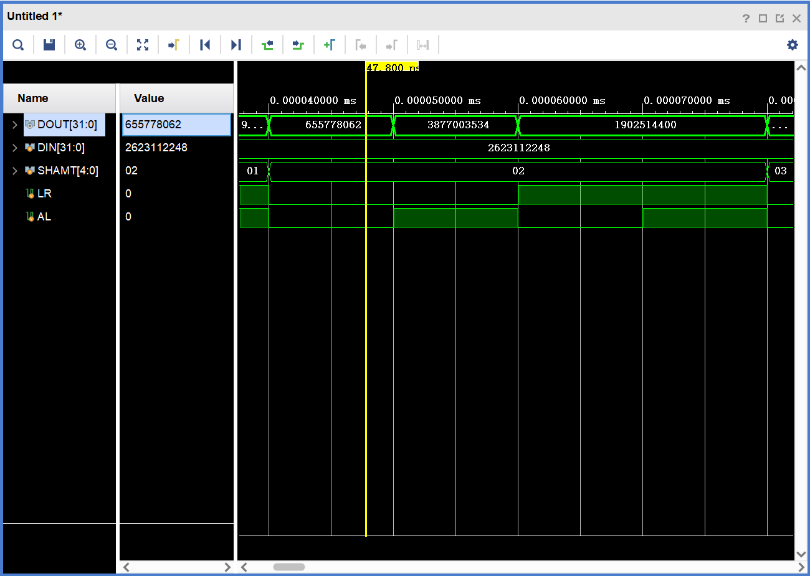 Untitled 1*
47.800 ns
Name Value
0.000040000 ms 0.000050000 ms 0.000060000 ms 0.000070000 ms
DOUT[31:0] 655778062 9... 655778062 3877003534 1902514400 ...
DIN[31:0] 2623112248 2623112248
SHAMT[4:0] 02 01 02 03
LR 0
AL 0